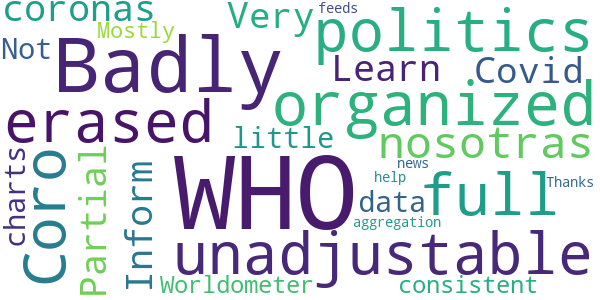 coronas
Very
feeds
politics
Mostly
Not
Badly
Learn
Covid
erased
organized
little
nosotras
charts
Coro
Partial
Inform
WHO
news
help
data
full
Thanks
aggregation
unadjustable
Worldometer
consistent